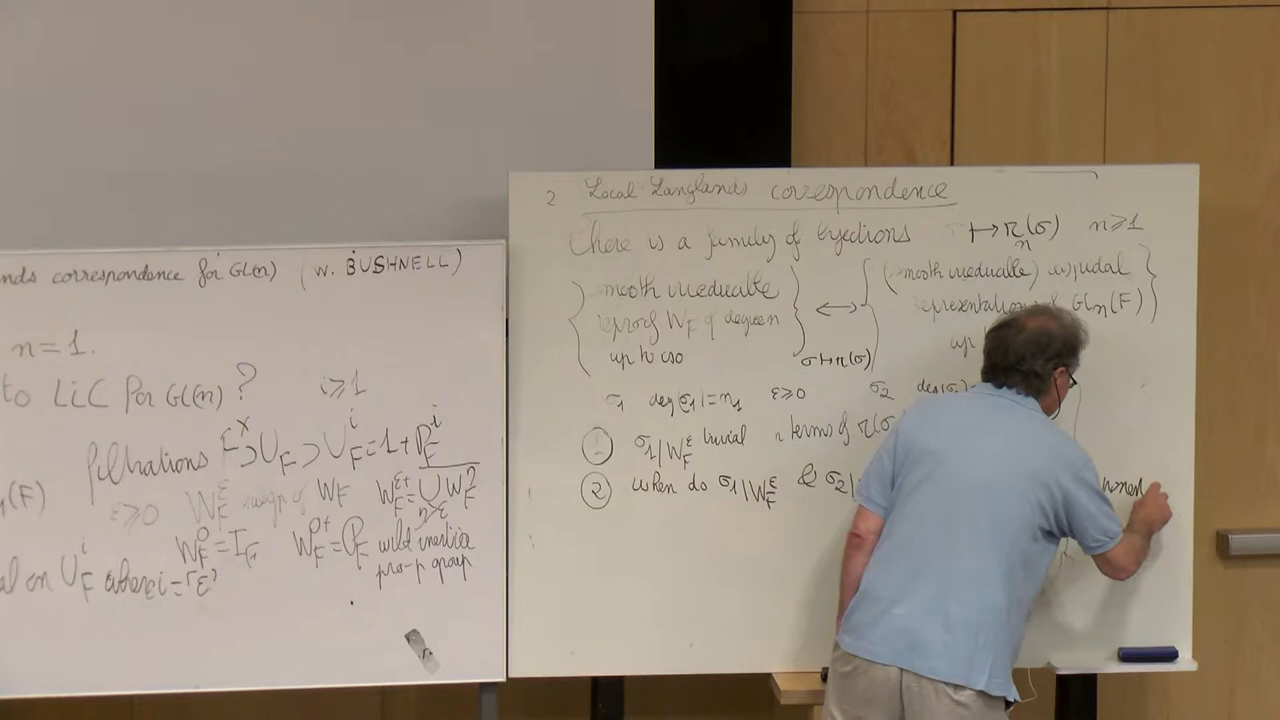 nds correspondence for GL(n) (W. BUSHNELL)
n=1.
to LLC for GL(n)? i≥1
filtrations F^× ⊃ U_F ⊃ U_F^i = 1 + P_F^i
(F) ε≥0 W_F^ε subgp of W_F W_F^{ε+} = ∪_{η>ε} W_F^η
W_F^0 = I_F W_F^{0+} = P_F wild inertia
pro-p group
al on U_F^i where i=⌈ε⌉
2 Local Langlands correspondence
There is a family of bijections ↦ π_n(σ) n≥1
{ smooth irreducible } ↔ { (smooth irreducible) cuspidal }
reps of W_F of degree n representations of GL_n(F)
up to iso σ↦π(σ) up
σ_1 deg(σ_1)=n_1 ε≥0 σ_2 deg(σ_2)=
① σ_1|W_F^ε trivial in terms of π(σ
② When do σ_1|W_F^ε & σ_2|